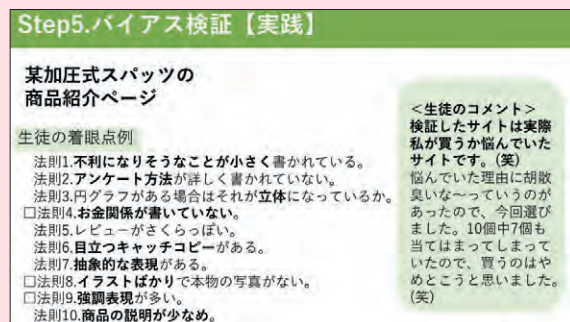 Step5.バイアス検証【実践】
某加圧式スパッツの
商品紹介ページ
生徒の着眼点例
法則1.不利になりそうなことが小さく書かれている。
法則2.アンケート方法が詳しく書かれていない。
法則3.円グラフがある場合はそれが立体になっているか。
□法則4.お金関係が書いていない。
法則5.レビューがさくらっぽい。
法則6.目立つキャッチコピーがある。
法則7.抽象的な表現がある。
□法則8.イラストばかりで本物の写真がない。
□法則9.強調表現が多い。
法則10.商品の説明が少なめ。
<生徒のコメント>
検証したサイトは実際
私が買うか悩んでいた
サイトです。(笑)
悩んでいた理由に胡散
臭いな～っていうのが
あったので、今回選び
ました。10個中7個も
当てはまってしまって
いたので、買うのはや
めとこうと思いました。
(笑)